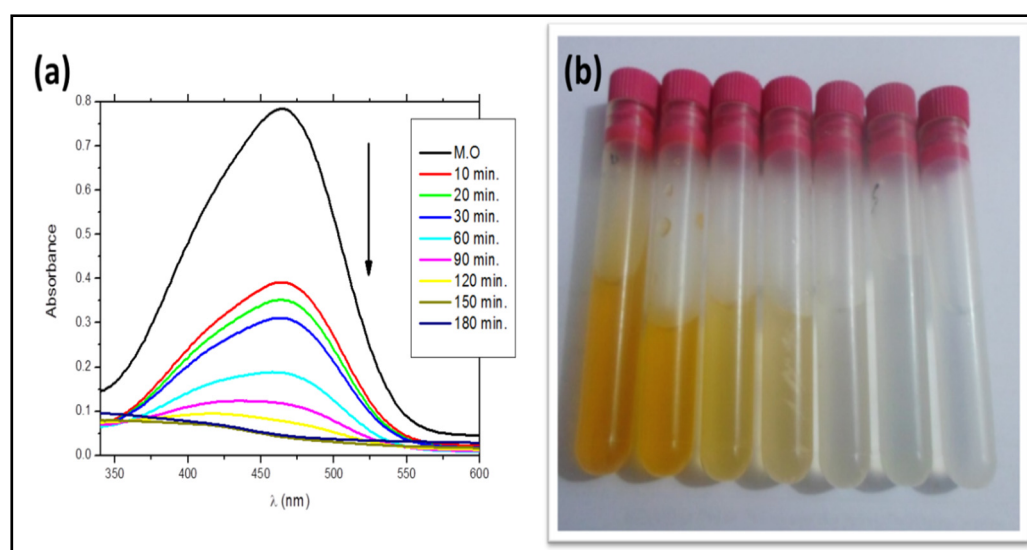 (a)
0.8
0.7
0.6
0.5
0.4
0.3
0.2
0.1
0.0
Absorbance
350
400
450
500
550
600
λ (nm)
M.O
10 min.
20 min.
30 min.
60 min.
90 min.
120 min.
150 min.
180 min.
(b)